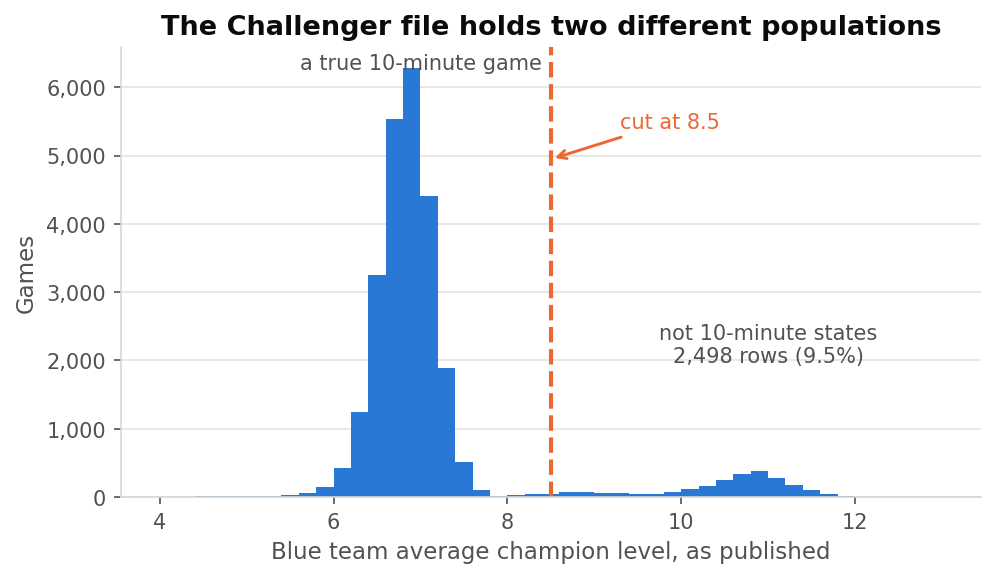 The Challenger file holds two different populations
a true 10-minute game
6,000
cut at 8.5
5,000
4,000
3,000
not 10-minute states
2,498 rows (9.5%)
2,000
1,000
0
Games
4
6
8
10
12
Blue team average champion level, as published